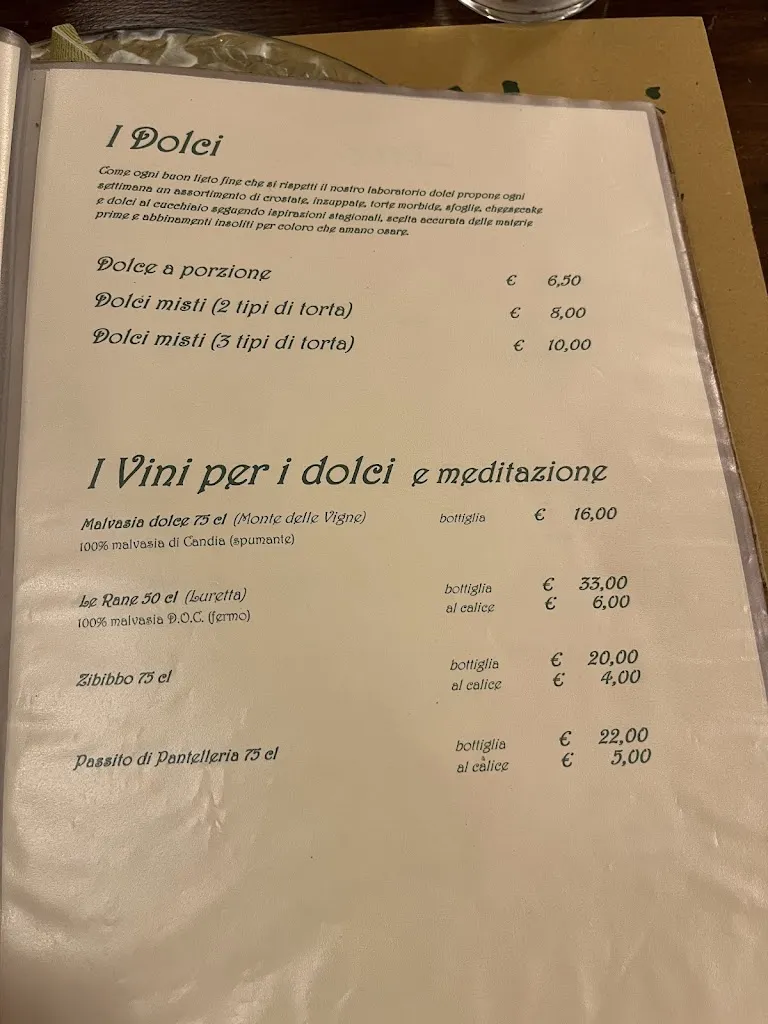 I Dolci
Come ogni buon lieto fine che si rispetti il nostro laboratorio dolci propone ogni
settimana un assortimento di crostate, inzuppate, torte morbide, sfoglie, cheesecake
e dolci al cucchiaio seguendo ispirazioni stagionali, scelta accurata delle materie
prime e abbinamenti insoliti per coloro che amano osare.
Dolce a porzione € 6,50
Dolci misti (2 tipi di torta) € 8,00
Dolci misti (3 tipi di torta) € 10,00
I Vini per i dolci e meditazione
Malvasia dolce 75 cl (Monte delle Vigne) bottiglia € 16,00
100% malvasia di Candia (spumante)
Le Rane 50 cl (Luretta) bottiglia € 33,00
100% malvasia D.O.C. (fermo) al calice € 6,00
Zibibbo 75 cl bottiglia € 20,00
al calice € 4,00
Passito di Pantelleria 75 cl bottiglia € 22,00
al calice € 5,00